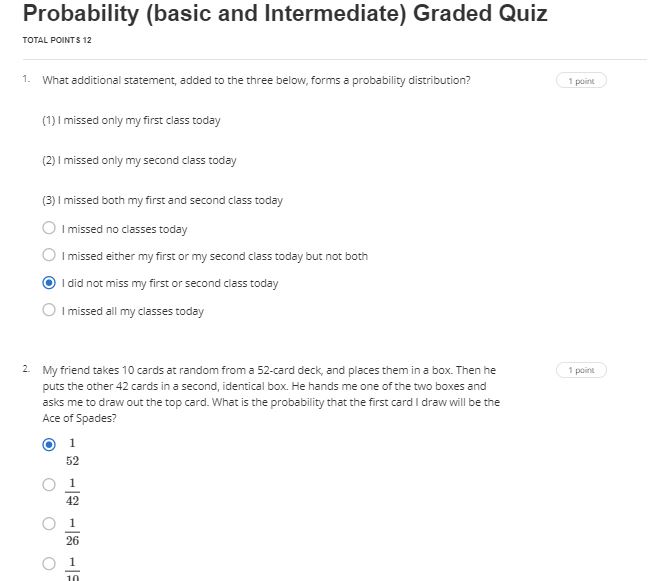 Probability (basic and Intermediate) Graded Quiz
TOTAL POINTS 12
1. What additional statement, added to the three below, forms a probability distribution? 1 point
(1) I missed only my first class today
(2) I missed only my second class today
(3) I missed both my first and second class today
I missed no classes today
I missed either my first or my second class today but not both
I did not miss my first or second class today
I missed all my classes today
2. My friend takes 10 cards at random from a 52-card deck, and places them in a box. Then he 1 point
puts the other 42 cards in a second, identical box. He hands me one of the two boxes and
asks me to draw out the top card. What is the probability that the first card I draw will be the
Ace of Spades?
1
52
1
42
1
26
1
10